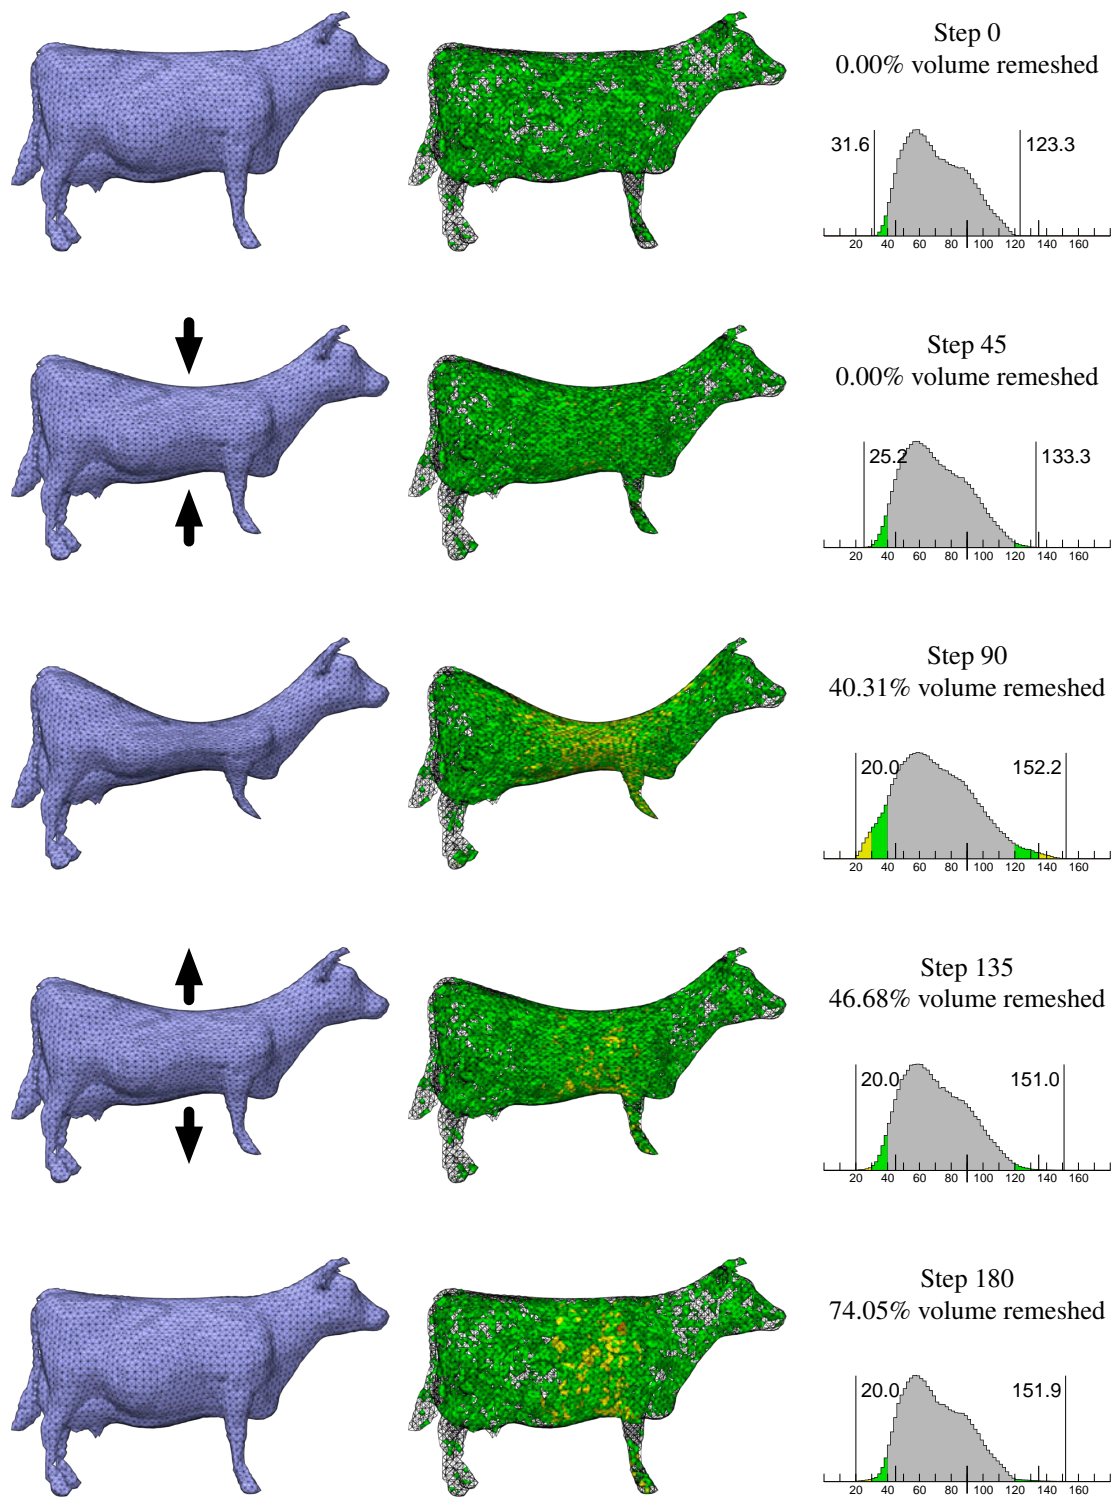 Step 0
0.00% volume remeshed
31.6 123.3
20 40 60 80 100 120 140 160
Step 45
0.00% volume remeshed
25.2 133.3
20 40 60 80 100 120 140 160
Step 90
40.31% volume remeshed
20.0 152.2
20 40 60 80 100 120 140 160
Step 135
46.68% volume remeshed
20.0 151.0
20 40 60 80 100 120 140 160
Step 180
74.05% volume remeshed
20.0 151.9
20 40 60 80 100 120 140 160